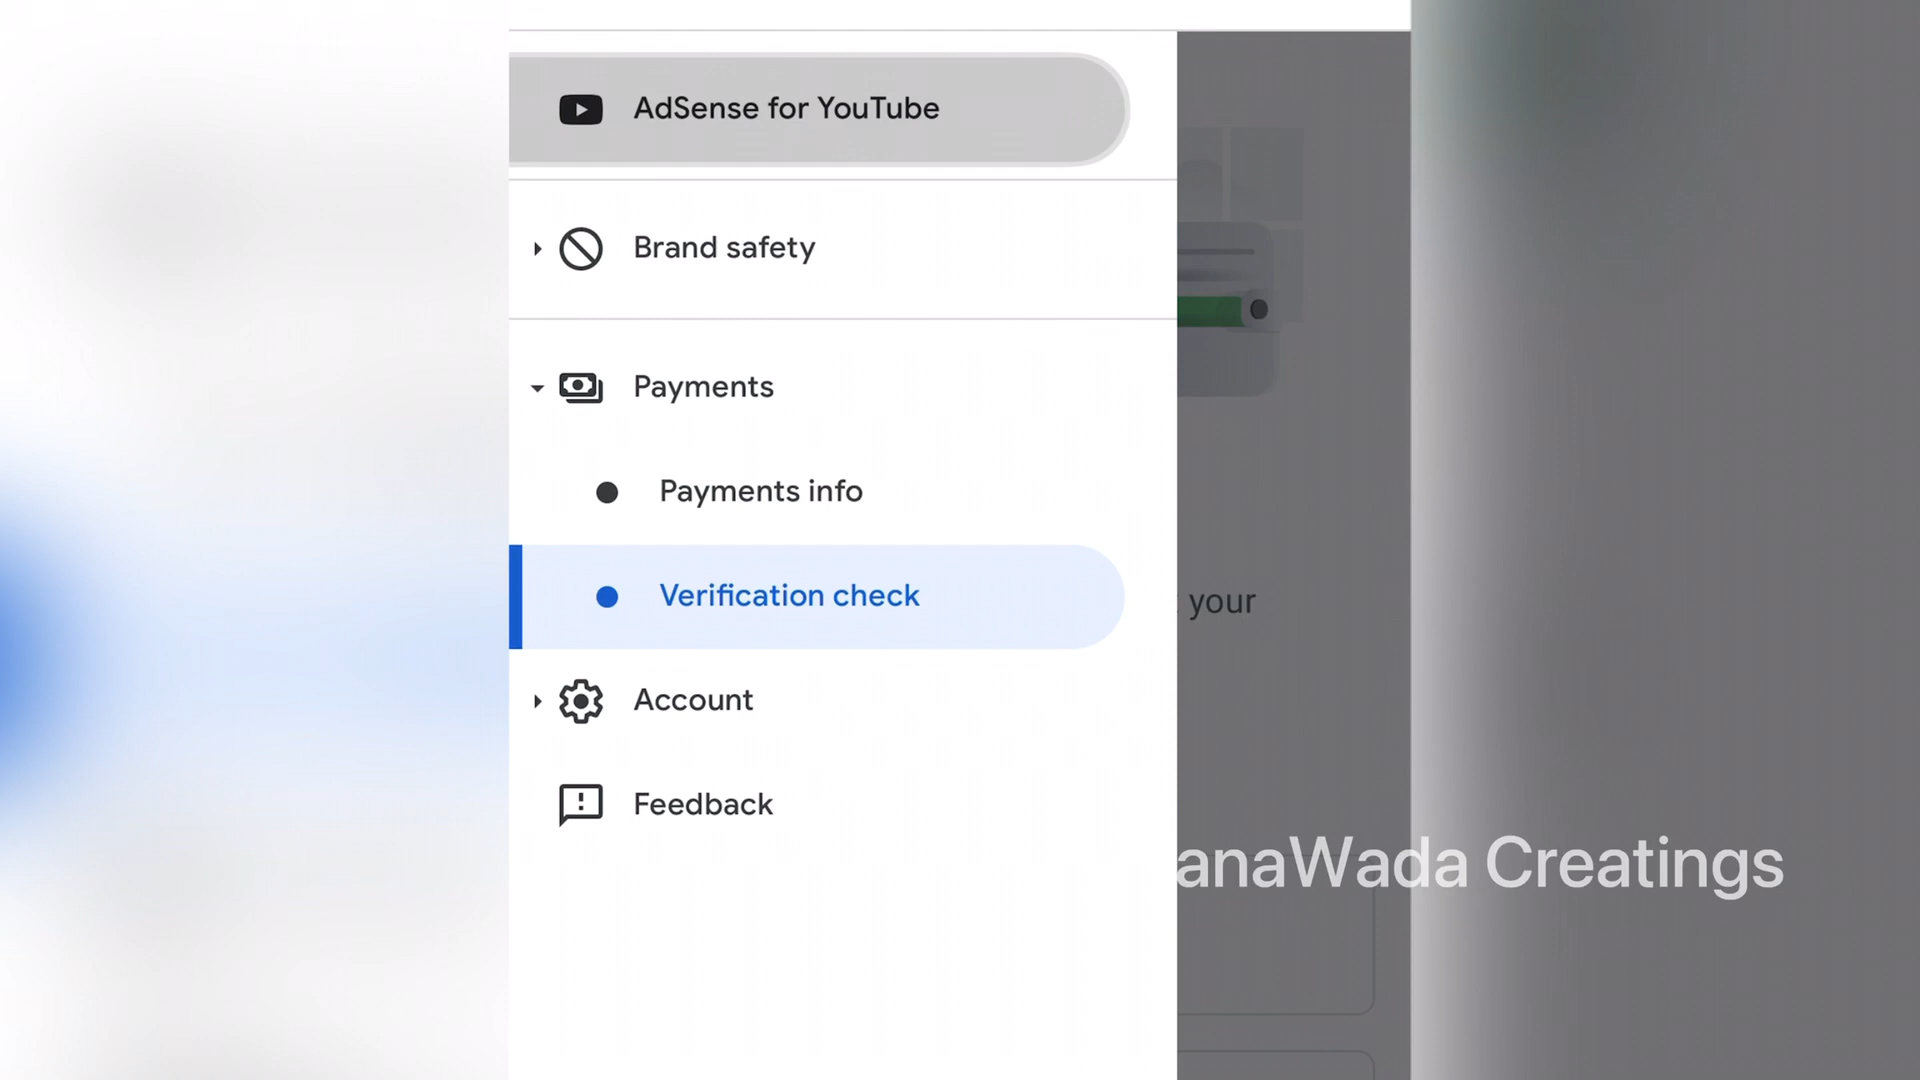 AdSense for YouTube
Brand safety
Payments
Payments info
Verification check
your
Account
Feedback
anaWada Creatings